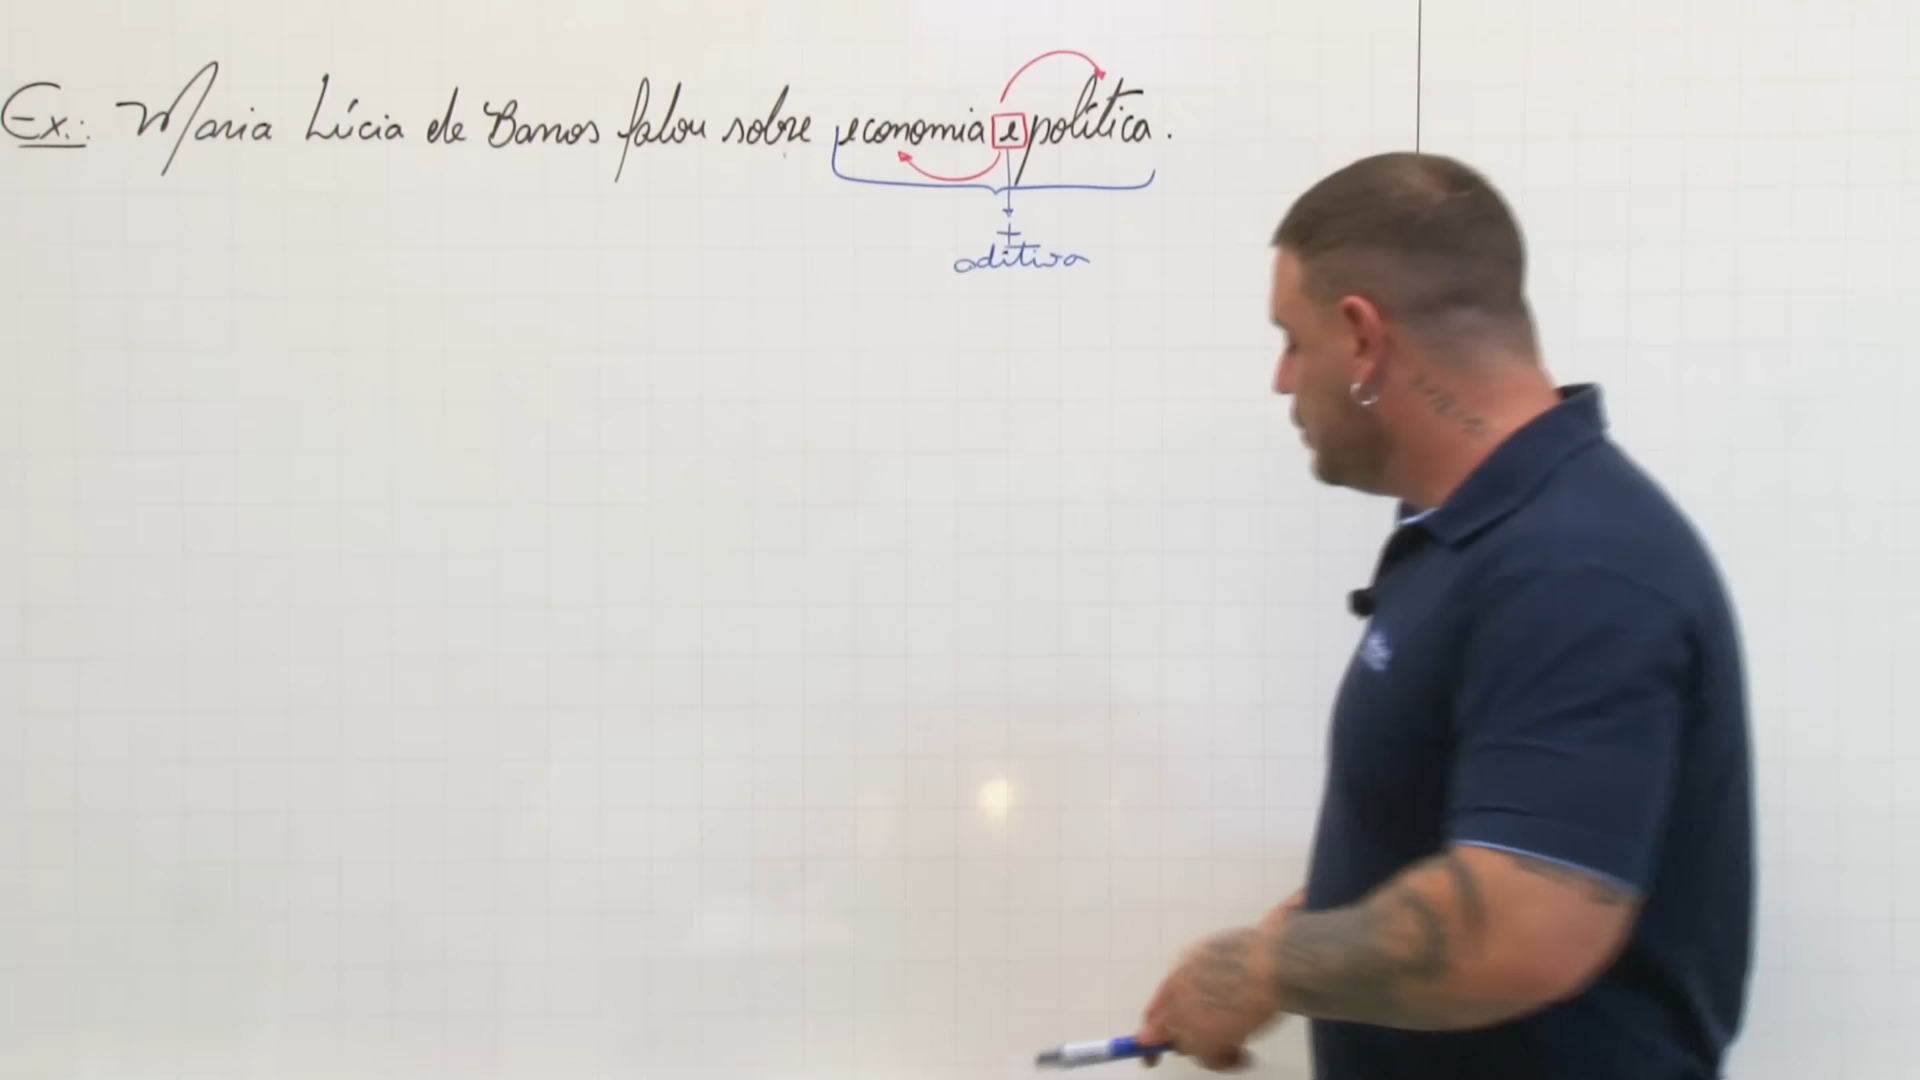 Ex.: Maria Lúcia de Barros falou sobre economia e política.
+
aditiva